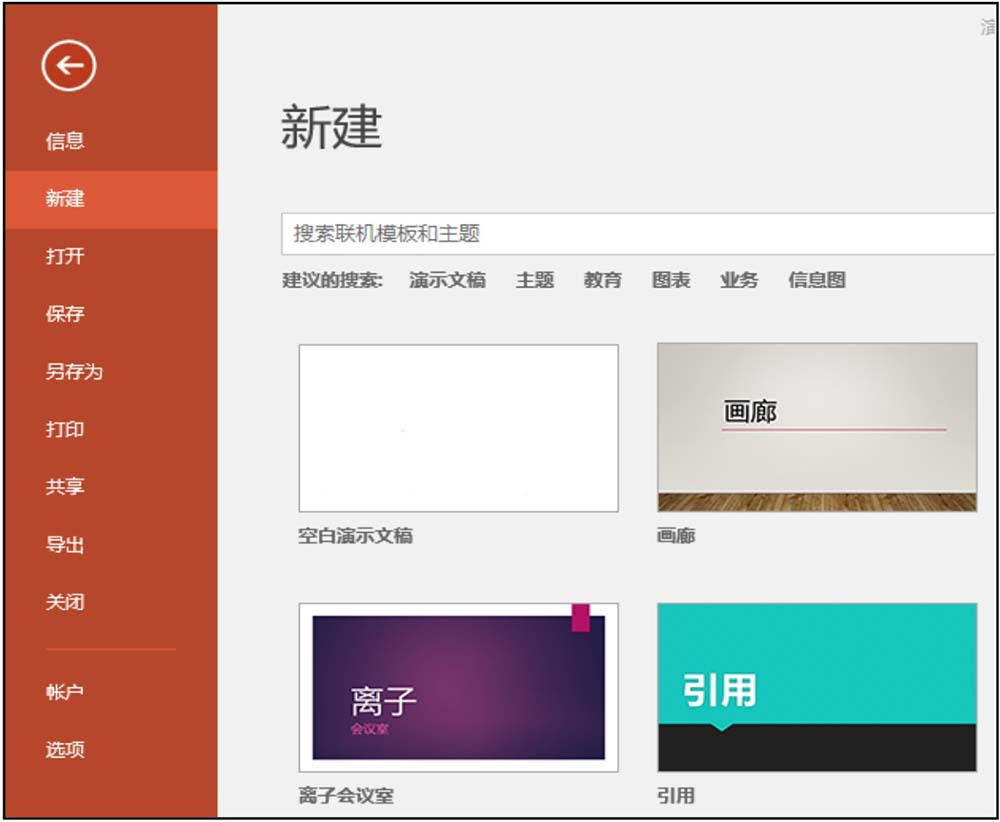 演
信息
新建
打开
保存
另存为
打印
共享
导出
关闭
帐户
选项
新建
搜索联机模板和主题
建议的搜索: 演示文稿 主题 教育 图表 业务 信息图
画廊
空白演示文稿 画廊
离子
会议室
引用
离子会议室 引用